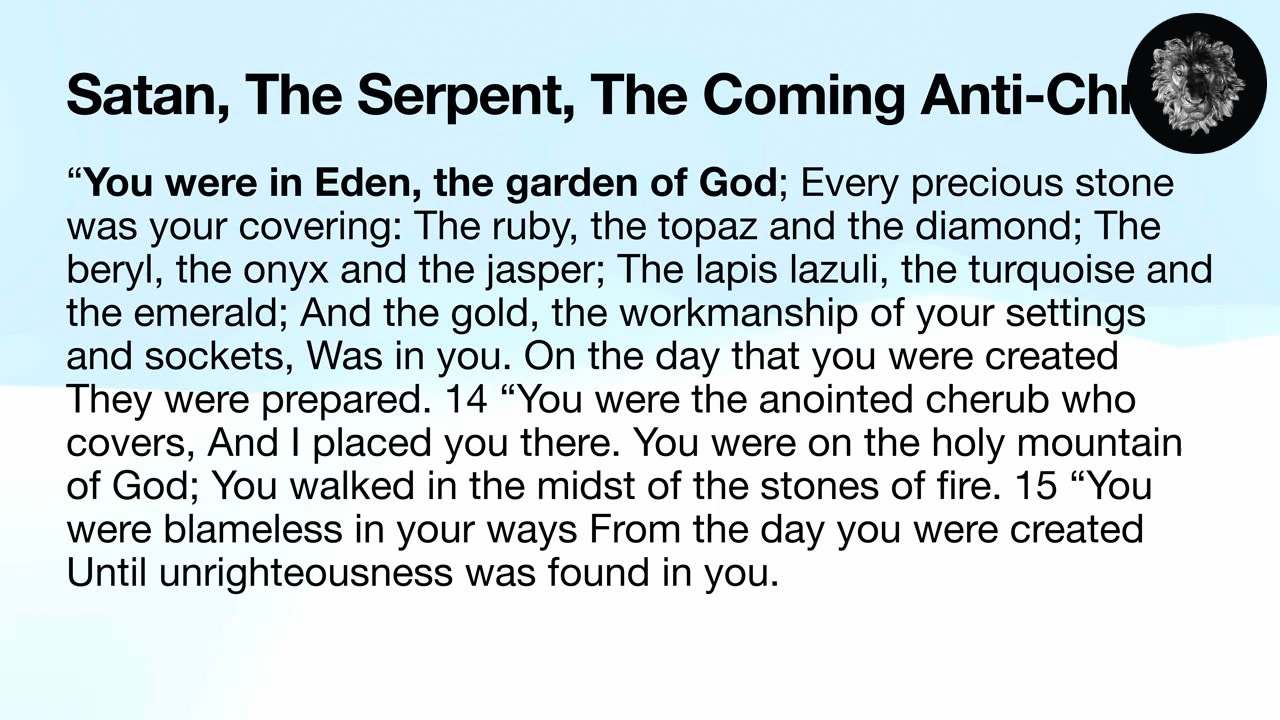 Satan, The Serpent, The Coming Anti-Chr
“You were in Eden, the garden of God; Every precious stone
was your covering: The ruby, the topaz and the diamond; The
beryl, the onyx and the jasper; The lapis lazuli, the turquoise and
the emerald; And the gold, the workmanship of your settings
and sockets, Was in you. On the day that you were created
They were prepared. 14 “You were the anointed cherub who
covers, And I placed you there. You were on the holy mountain
of God; You walked in the midst of the stones of fire. 15 “You
were blameless in your ways From the day you were created
Until unrighteousness was found in you.